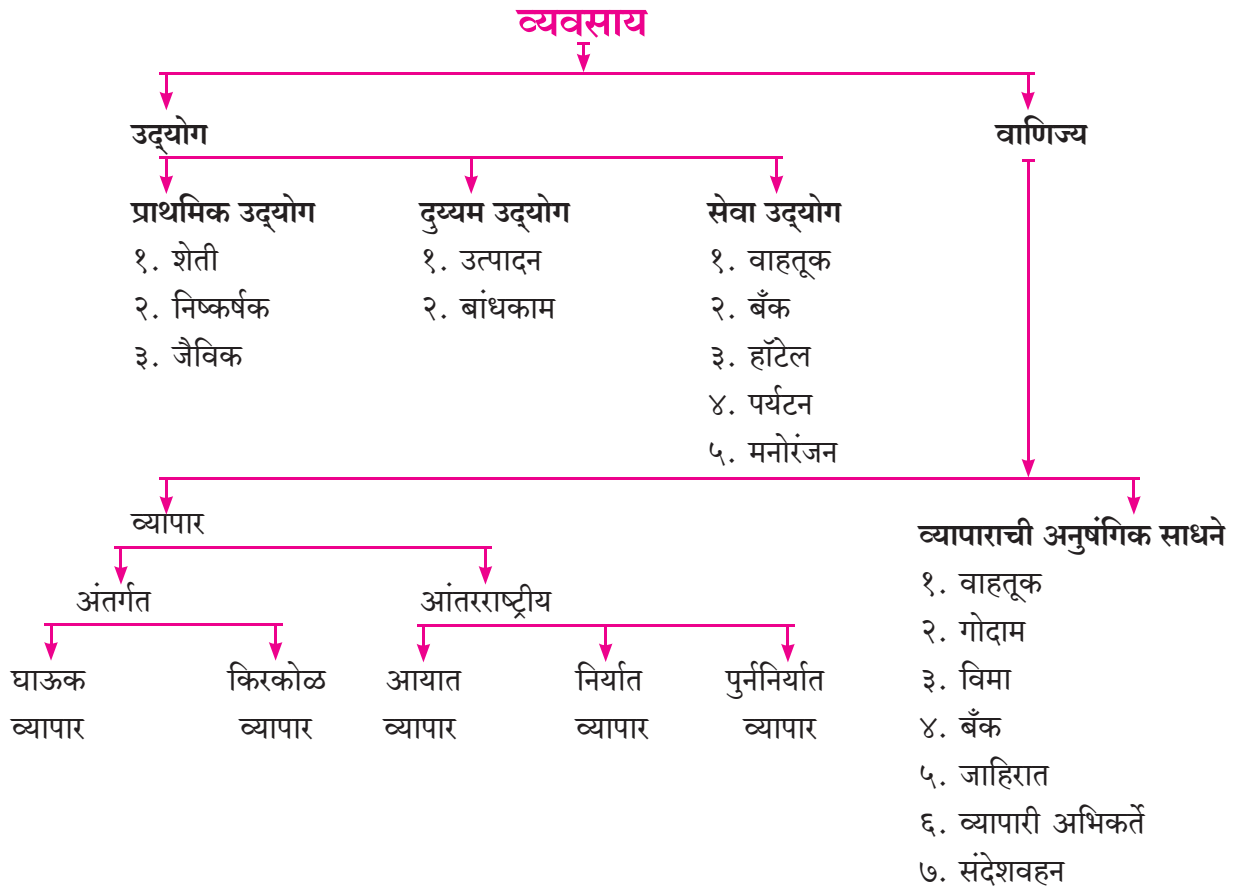 व्यवसाय
उद्‌योग
वाणिज्य
प्राथमिक उद्‌योग
१. शेती
२. निष्कर्षक
३. जैविक
दुय्यम उद्‌योग
१. उत्पादन
२. बांधकाम
सेवा उद्‌योग
१. वाहतूक
२. बँक
३. हॉटेल
४. पर्यटन
५. मनोरंजन
व्यापार
अंतर्गत
आंतरराष्ट्रीय
घाऊक
व्यापार
किरकोळ
व्यापार
आयात
व्यापार
निर्यात
व्यापार
पुर्ननिर्यात
व्यापार
व्यापाराची अनुषंगिक साधने
१. वाहतूक
२. गोदाम
३. विमा
४. बँक
५. जाहिरात
६. व्यापारी अभिकर्ते
७. संदेशवहन